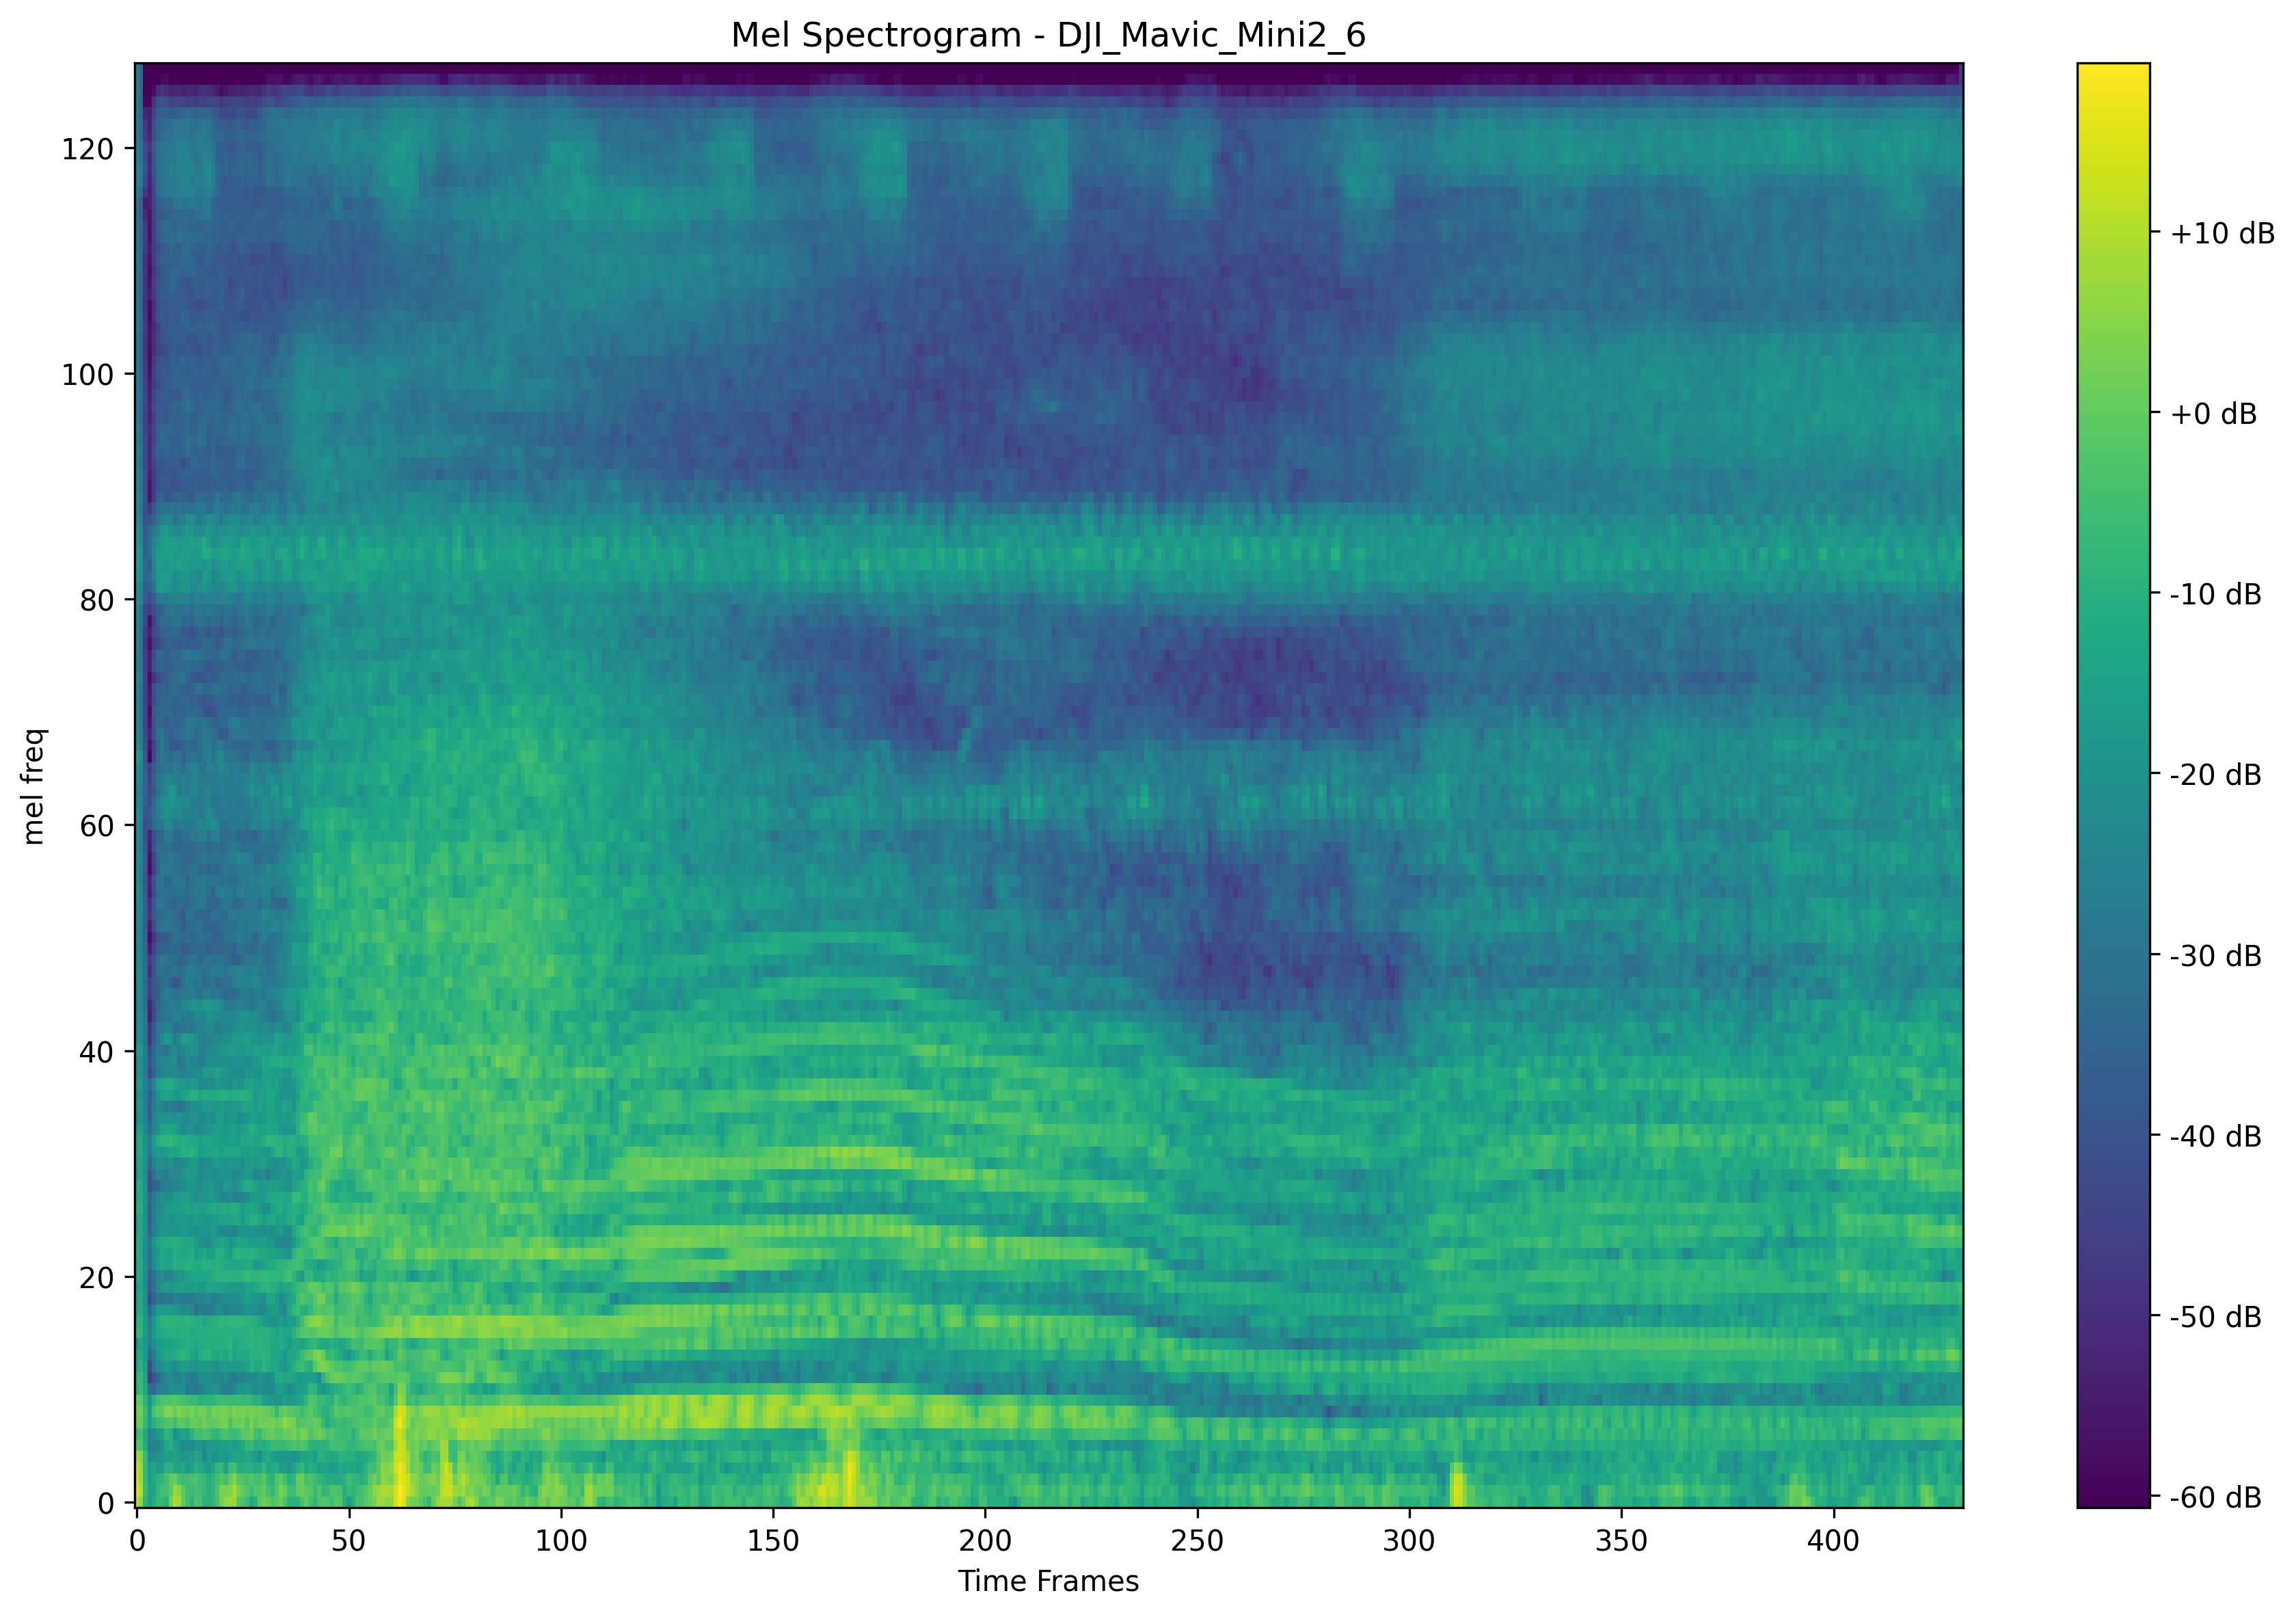 Mel Spectrogram - DJI_Mavic_Mini2_6
mel freq
120
100
80
60
40
20
0
0 50 100 150 200 250 300 350 400
Time Frames
+10 dB
+0 dB
-10 dB
-20 dB
-30 dB
-40 dB
-50 dB
-60 dB